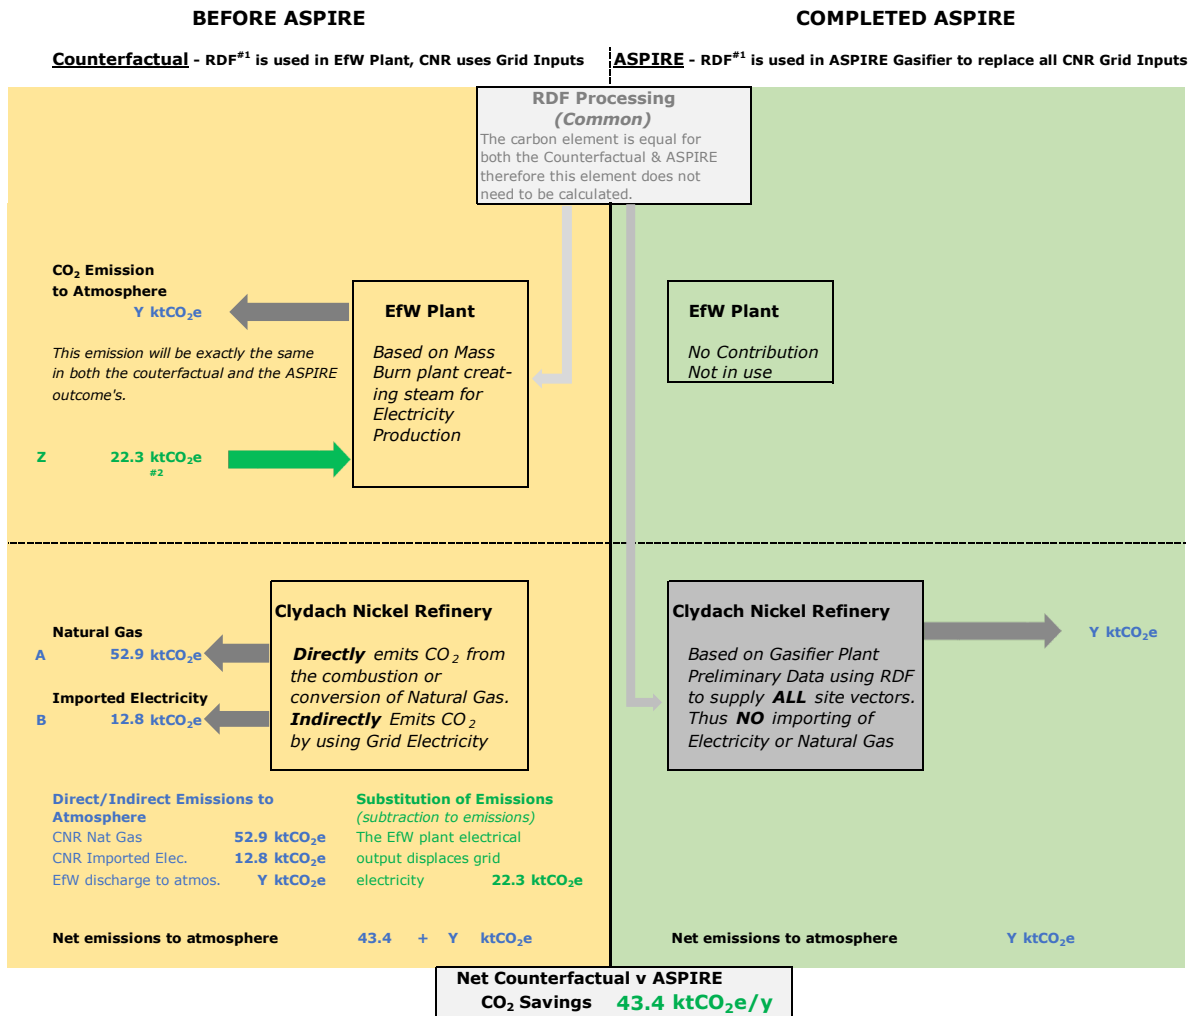 BEFORE ASPIRE
COMPLETED ASPIRE
Counterfactual - RDF#1 is used in EfW Plant, CNR uses Grid Inputs
ASPIRE - RDF#1 is used in ASPIRE Gasifier to replace all CNR Grid Inputs
RDF Processing
(Common)
The carbon element is equal for
both the Counterfactual & ASPIRE
therefore this element does not
need to be calculated.
CO2 Emission
to Atmosphere
Y ktCO2e
This emission will be exactly the same
in both the couterfactual and the ASPIRE
outcome's.
Z 22.3 ktCO2e
#2
EfW Plant
Based on Mass
Burn plant creat-
ing steam for
Electricity
Production
EfW Plant
No Contribution
Not in use
Natural Gas
A 52.9 ktCO2e
Imported Electricity
B 12.8 ktCO2e
Clydach Nickel Refinery
Directly emits CO2 from
the combustion or
conversion of Natural Gas.
Indirectly Emits CO2
by using Grid Electricity
Clydach Nickel Refinery
Based on Gasifier Plant
Preliminary Data using RDF
to supply ALL site vectors.
Thus NO importing of
Electricity or Natural Gas
Y ktCO2e
Direct/Indirect Emissions to
Atmosphere
CNR Nat Gas 52.9 ktCO2e
CNR Imported Elec. 12.8 ktCO2e
EfW discharge to atmos. Y ktCO2e
Substitution of Emissions
(subtraction to emissions)
The EfW plant electrical
output displaces grid
electricity 22.3 ktCO2e
Net emissions to atmosphere 43.4 + Y ktCO2e
Net emissions to atmosphere Y ktCO2e
Net Counterfactual v ASPIRE
CO2 Savings 43.4 ktCO2e/y